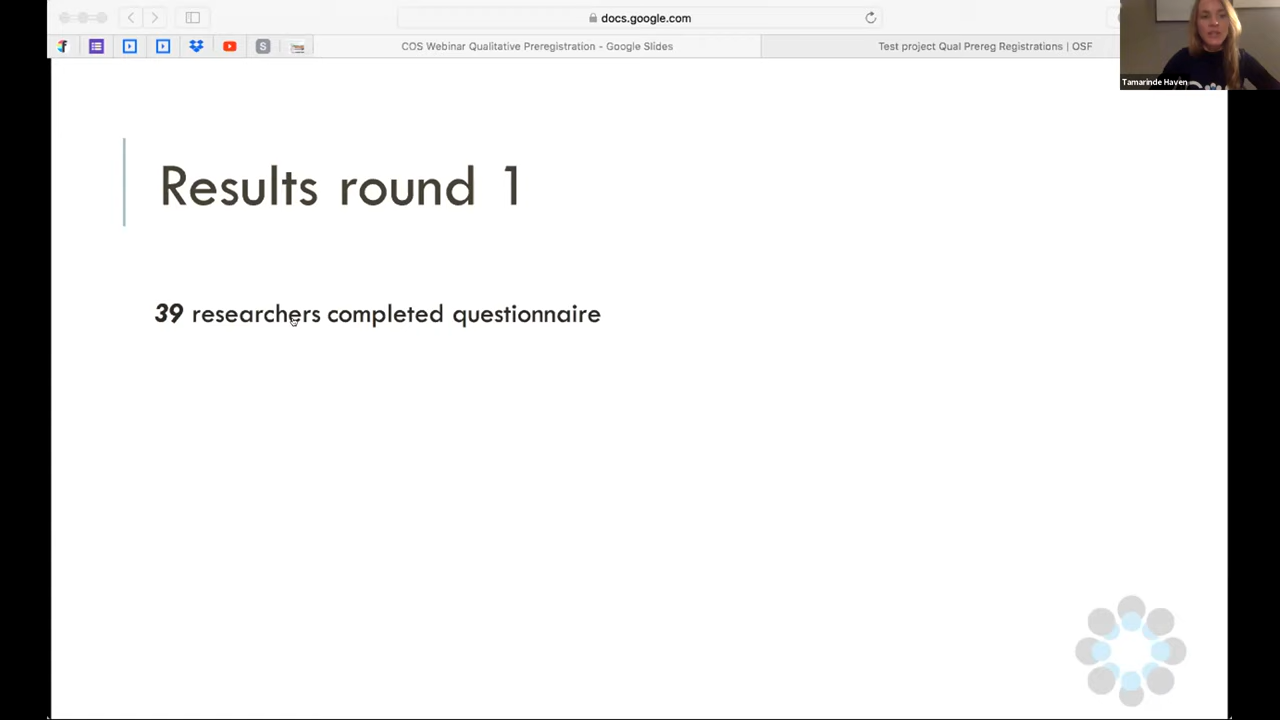 docs.google.com
COS Webinar Qualitative Preregistration - Google Slides
Test project Qual Prereg Registrations | OSF
Tamarinde Haven
Results round 1
39 researchers completed questionnaire